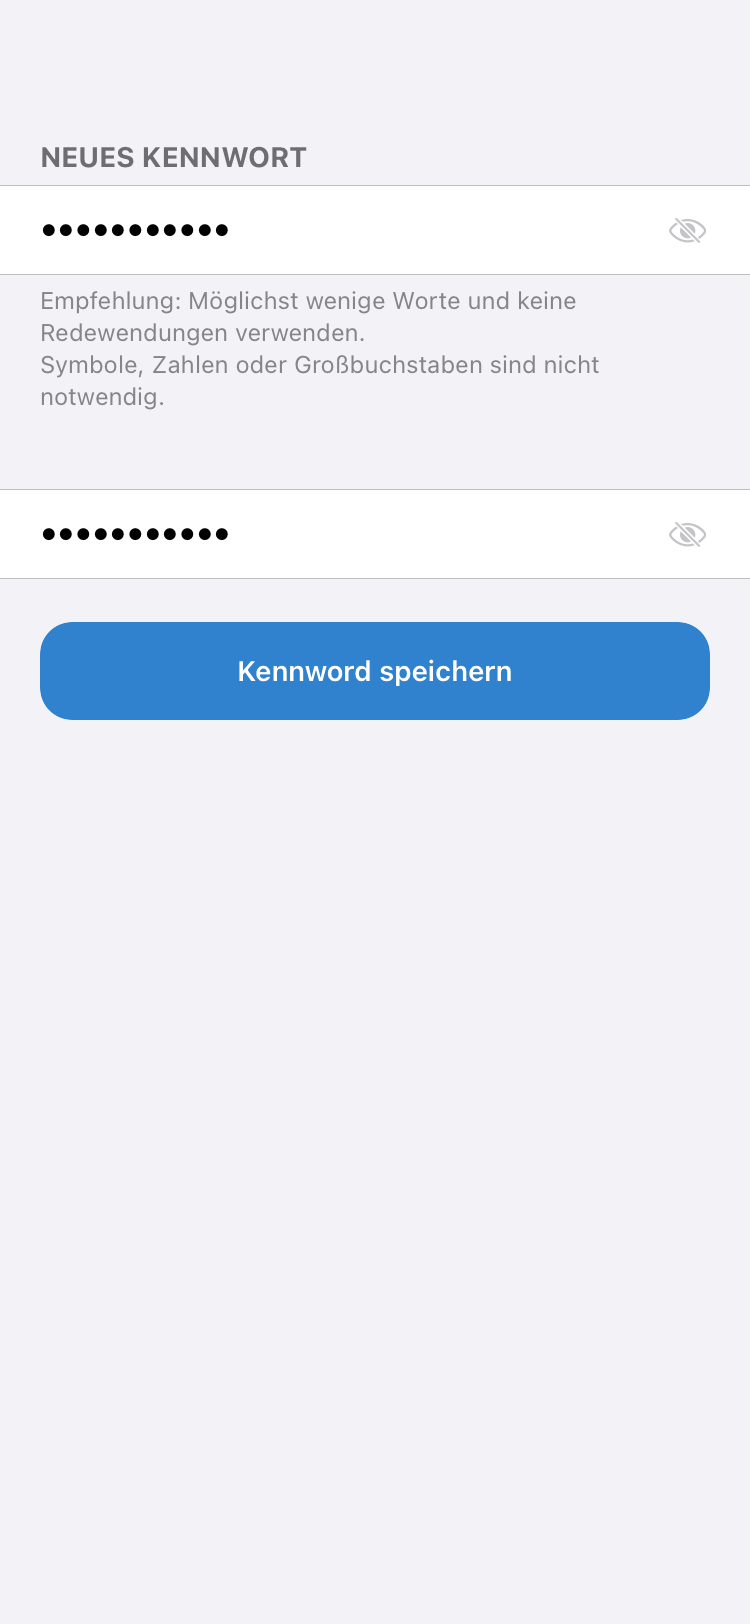 NEUES KENNWORT
•••••••••••
Empfehlung: Möglichst wenige Worte und keine
Redewendungen verwenden.
Symbole, Zahlen oder Großbuchstaben sind nicht
notwendig.
•••••••••••
Kennword speichern